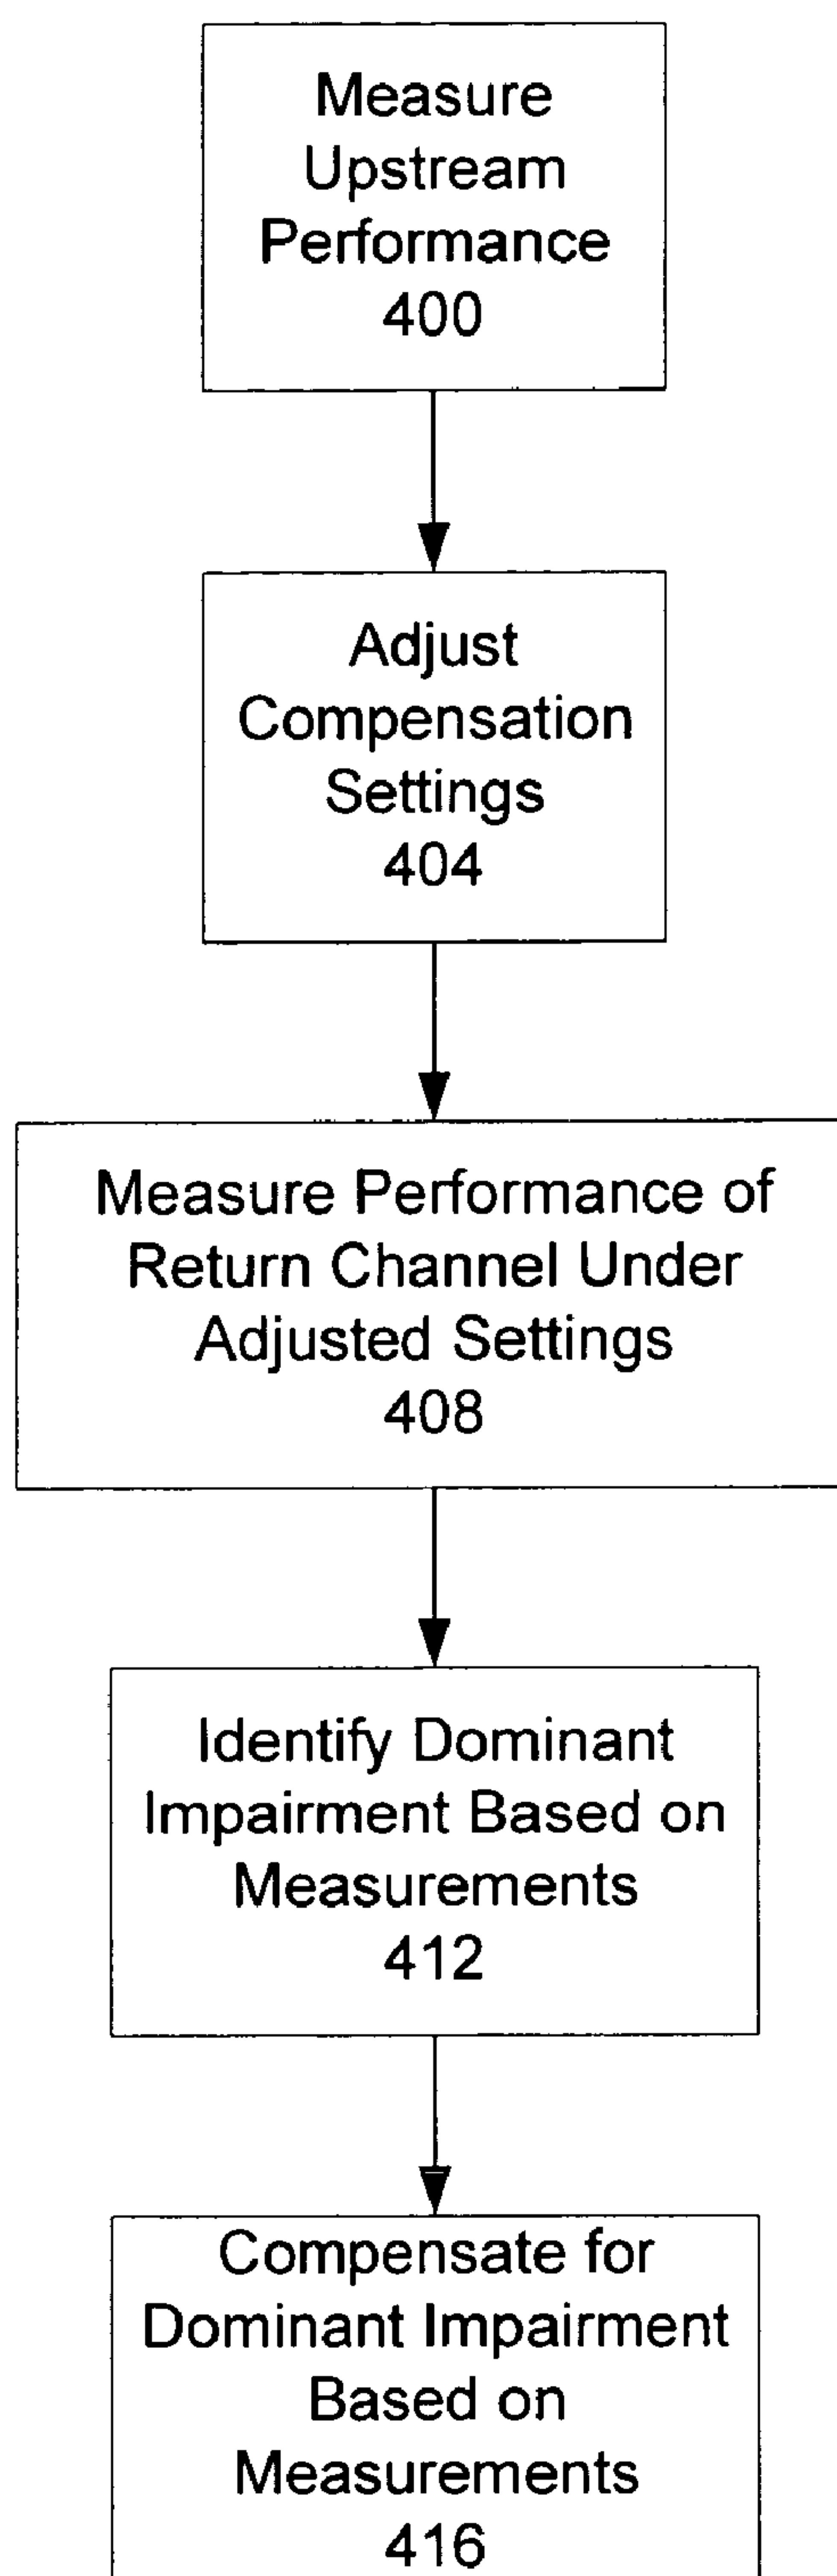 Measure
Upstream
Performance
400
Adjust
Compensation
Settings
404
Measure Performance of
Return Channel Under
Adjusted Settings
408
Identify Dominant
Impairment Based on
Measurements
412
Compensate for
Dominant Impairment
Based on
Measurements
416